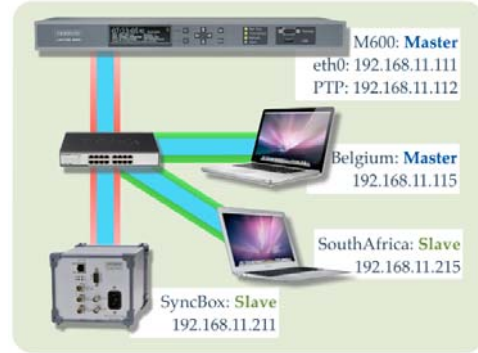 M600: Master
eth0: 192.168.11.111
PTP: 192.168.11.112
Belgium: Master
192.168.11.115
SouthAfrica: Slave
192.168.11.215
SyncBox: Slave
192.168.11.211